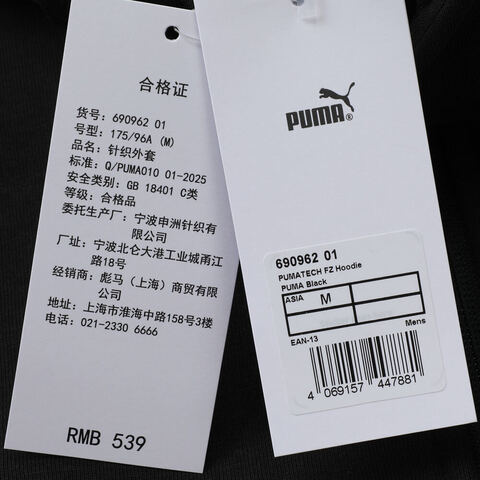 合格证
货号: 690962 01
号型: 175/96A (M)
品名: 针织外套
标准: Q/PUMA010 01-2025
安全类别: GB 18401 C类
等级: 合格品
委托生产厂: 宁波申洲针织有
限公司
厂址: 宁波北仑大港工业城甬江
路18号
经销商: 彪马（上海）商贸有限
公司
地址: 上海市淮海中路158号3楼
电话: 021-2330 6666
RMB 539
PUMA®
690962 01
PUMATECH FZ Hoodie
PUMA Black
ASIA M
EAN-13 Mens
4 069157 447881